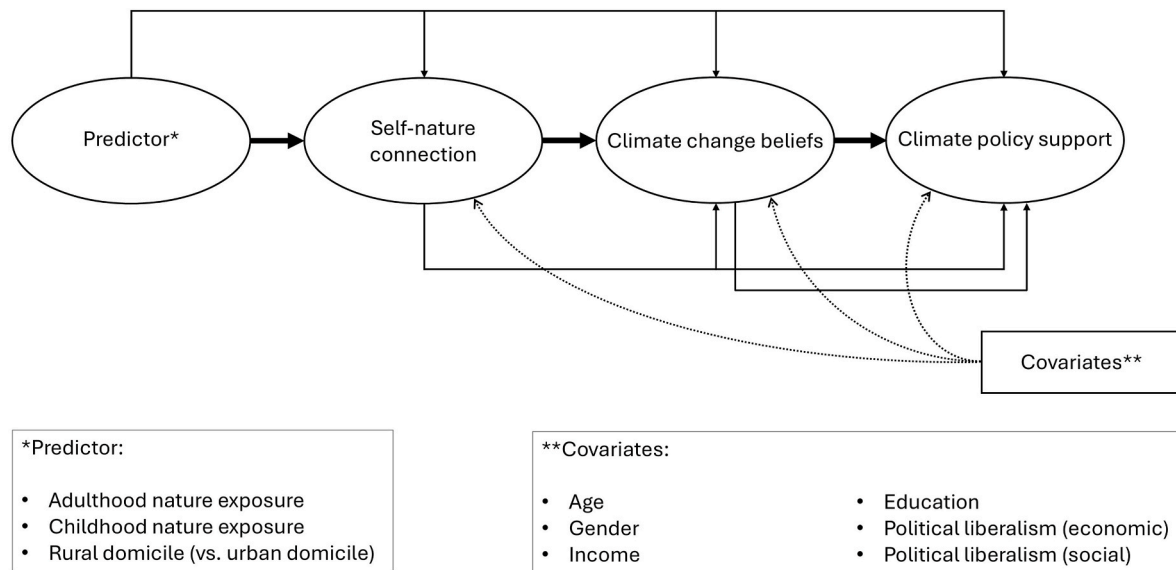 Predictor*
Self-nature
connection
Climate change beliefs
Climate policy support
Covariates**
*Predictor:
• Adulthood nature exposure
• Childhood nature exposure
• Rural domicile (vs. urban domicile)
**Covariates:
• Age
• Gender
• Income
• Education
• Political liberalism (economic)
• Political liberalism (social)